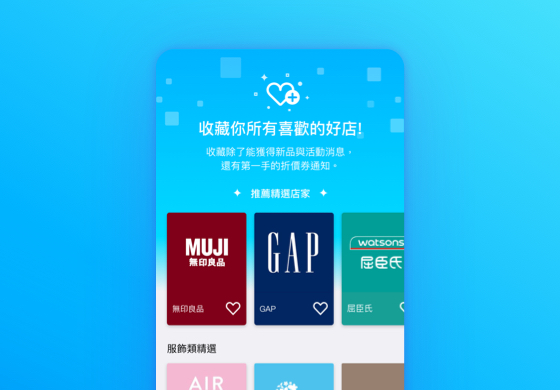 收藏你所有喜歡的好店!
收藏除了能獲得新品與活動消息，
還有第一手的折價券通知。
推薦精選店家
MUJI
無印良品
無印良品
GAP
GAP
watsons
屈臣氏
屈臣氏
服飾類精選
AIR